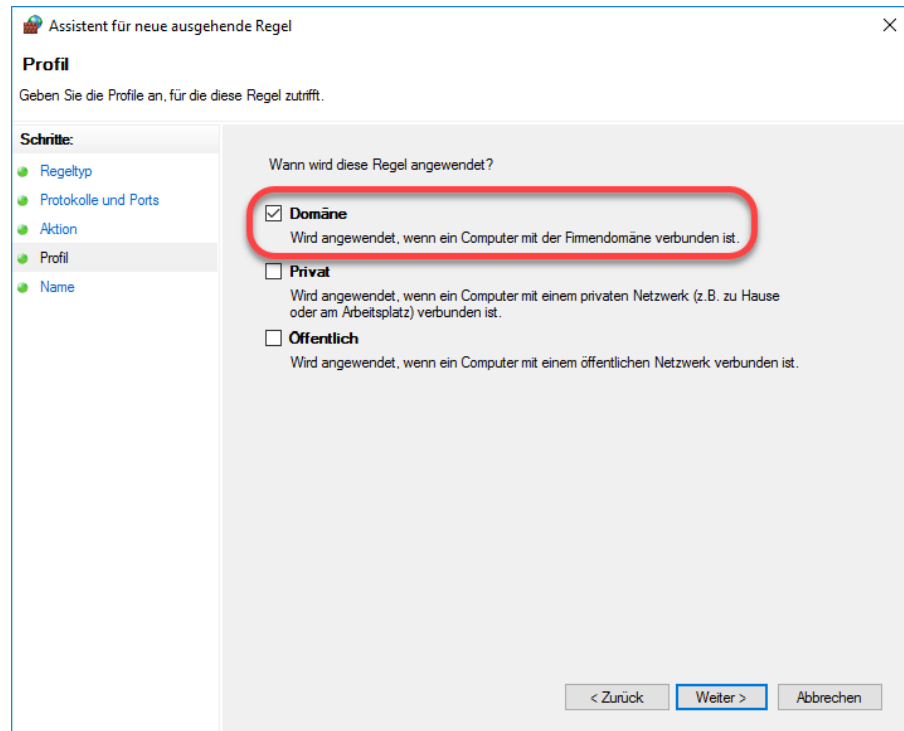 Assistent für neue ausgehende Regel
Profil
Geben Sie die Profile an, für die diese Regel zutrifft.
Schritte:
Regeltyp
Protokolle und Ports
Aktion
Profil
Name
Wann wird diese Regel angewendet?
Domäne
Wird angewendet, wenn ein Computer mit der Firmendomäne verbunden ist.
Privat
Wird angewendet, wenn ein Computer mit einem privaten Netzwerk (z.B. zu Hause
oder am Arbeitsplatz) verbunden ist.
Öffentlich
Wird angewendet, wenn ein Computer mit einem öffentlichen Netzwerk verbunden ist.
< Zurück Weiter > Abbrechen